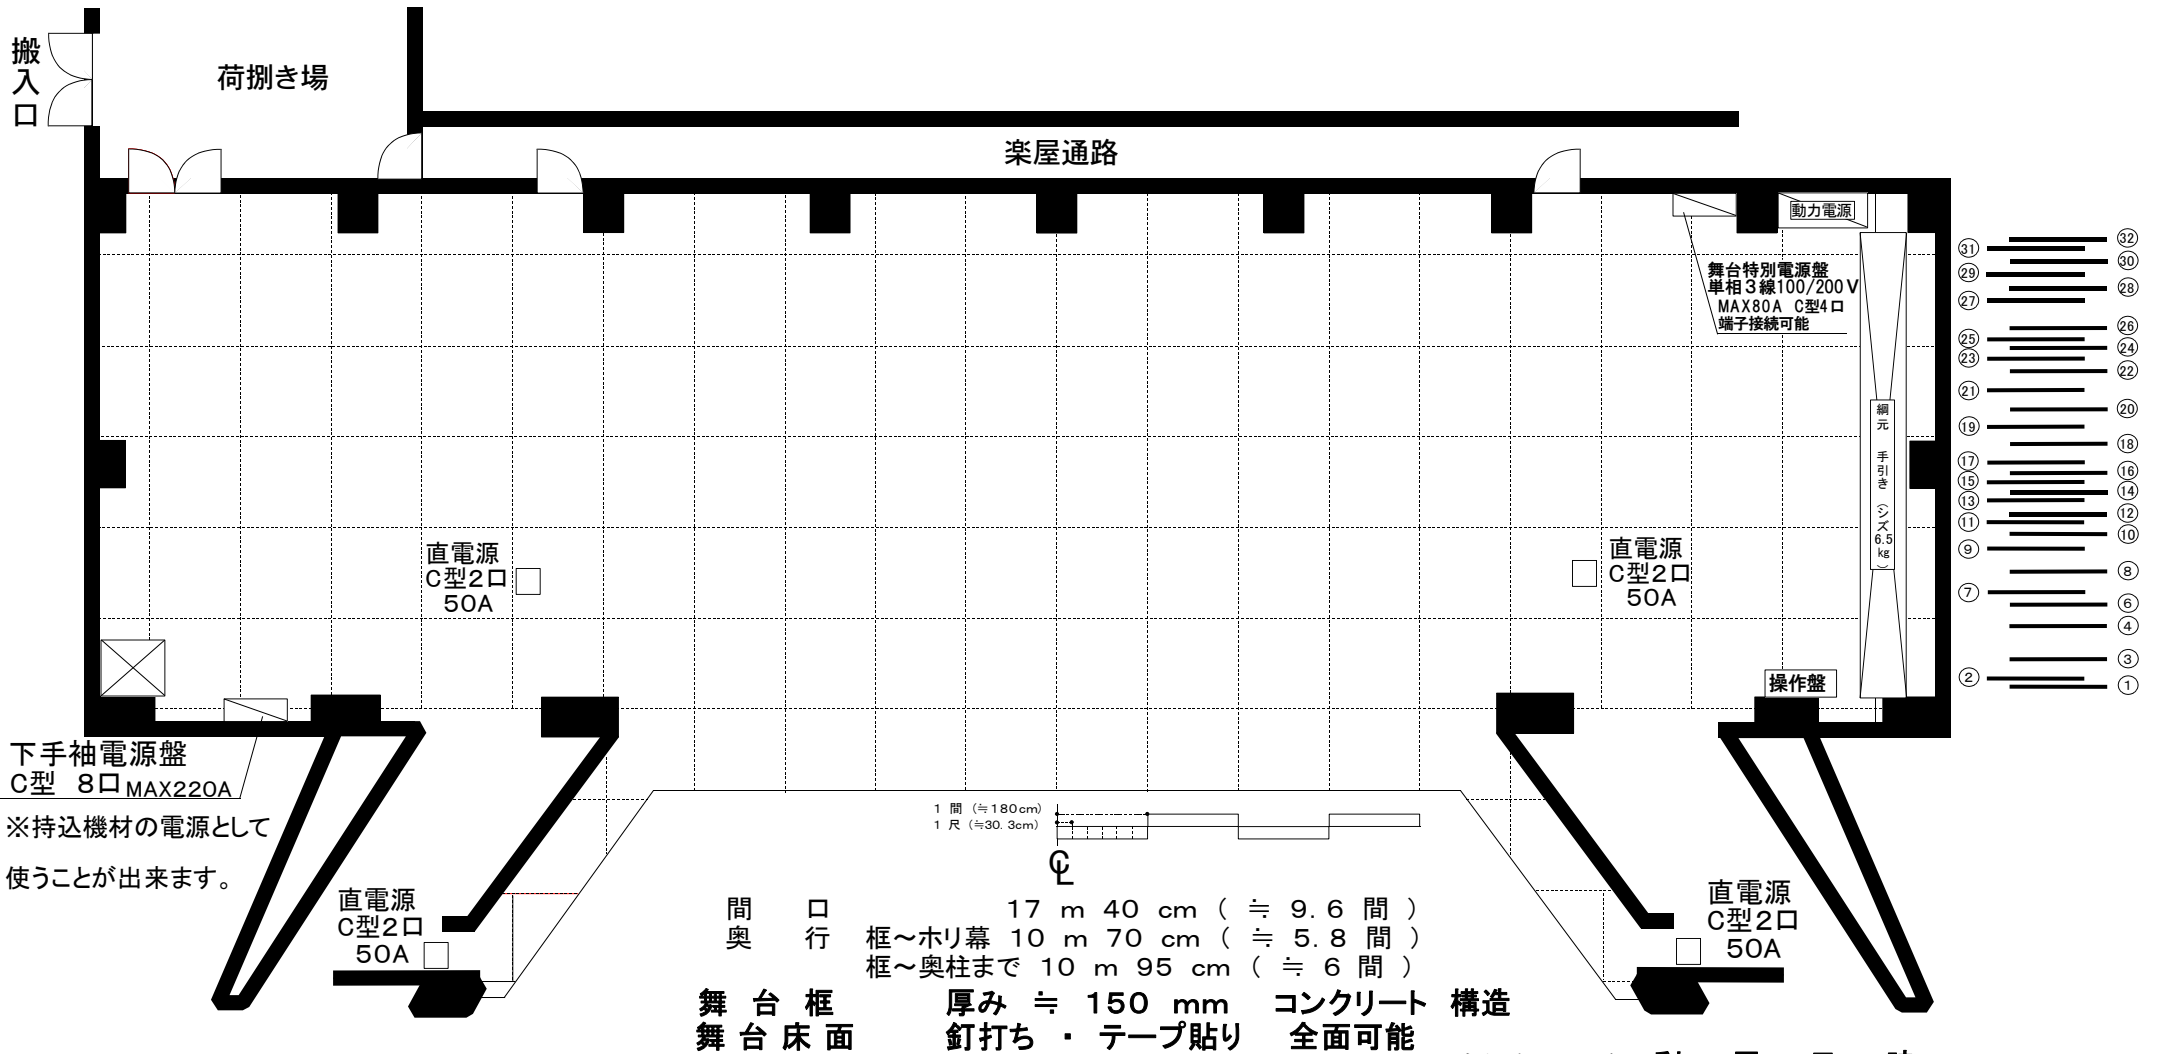 搬入口
荷捌き場
楽屋通路
動力電源
舞台特別電源盤
単相3線100/200V
MAX80A C型4口
端子接続可能
綱元 手引き (シズ6.5kg)
直電源
C型2口
50A
直電源
C型2口
50A
操作盤
㉜
㉛
㉚
㉙
㉘
㉗
㉖
㉕
㉔
㉓
㉒
㉑
⑳
⑲
⑱
⑰
⑯
⑮
⑭
⑬
⑫
⑪
⑩
⑨
⑧
⑦
⑥
④
③
②
①
下手袖電源盤
C型 8口 MAX220A
※持込機材の電源として
使うことが出来ます。
1 間 (≒180cm)
1 尺 (≒30.3cm)
℄
直電源
C型2口
50A
直電源
C型2口
50A
間 口 17 m 40 cm ( ≒ 9.6 間 )
奥 行 框~ホリ幕 10 m 70 cm ( ≒ 5.8 間 )
框~奥柱まで 10 m 95 cm ( ≒ 6 間 )
舞 台 框 厚み ≒ 150 mm コンクリート 構造
舞 台 床 面 釘打ち ・ テープ貼り 全面可能